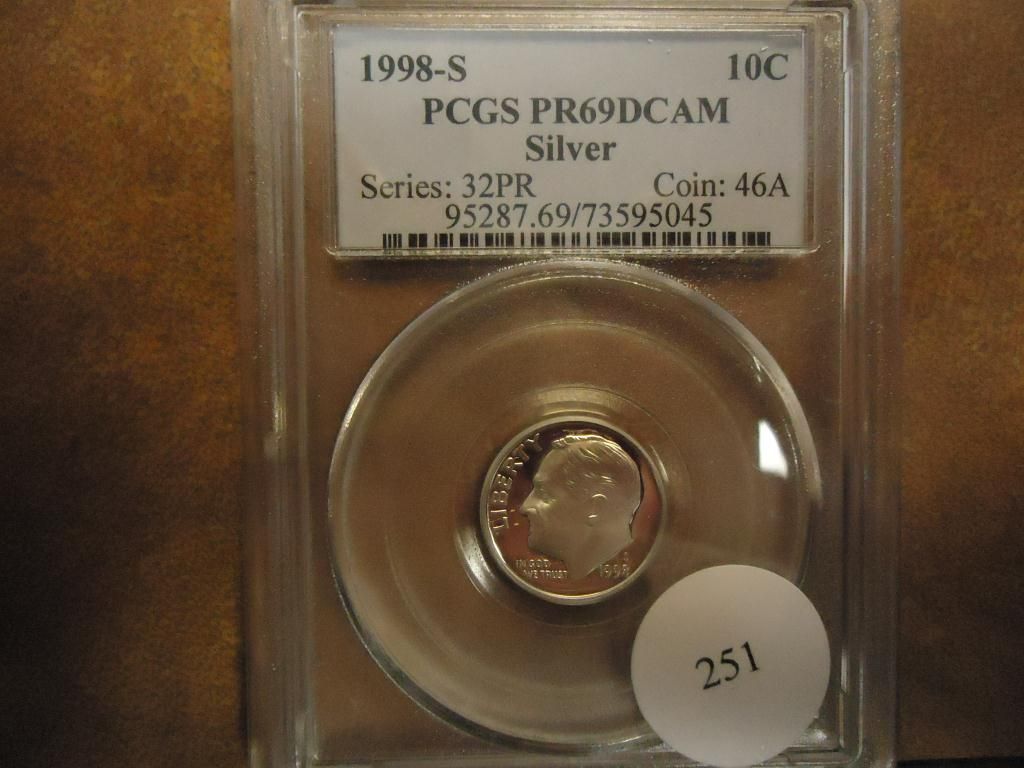 1998-S 10C
PCGS PR69DCAM
Silver
Series: 32PR Coin: 46A
95287.69/73595045
LIBERTY
IN GOD
WE TRUST
S
1998
251